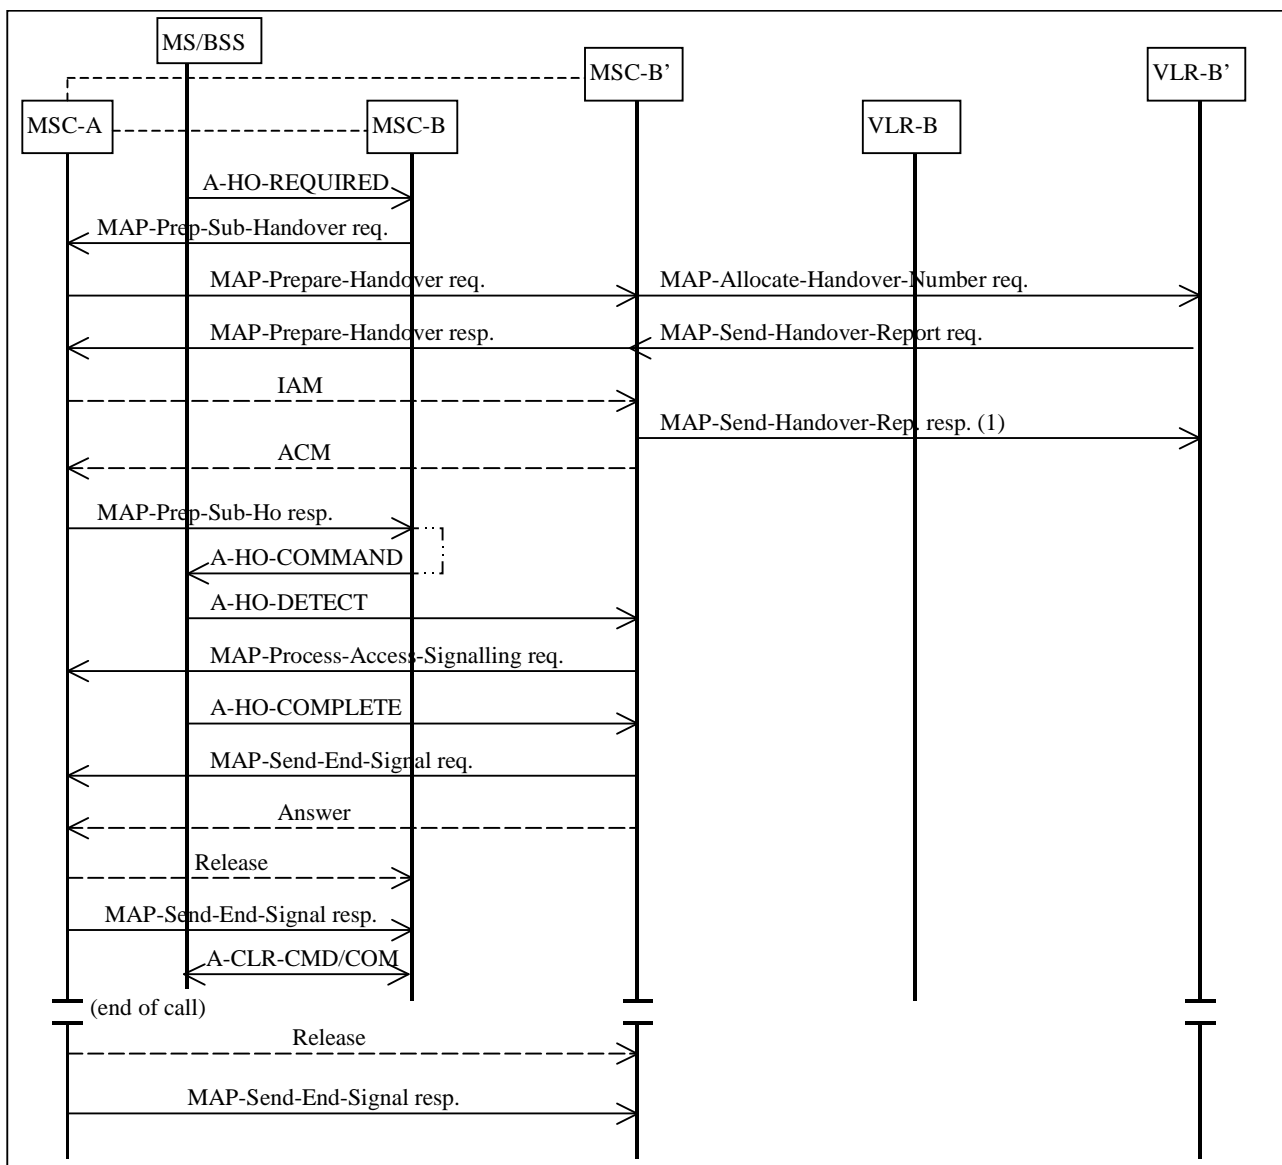 MS/BSS
MSC-B’
VLR-B’
MSC-A
MSC-B
VLR-B
A-HO-REQUIRED
MAP-Prep-Sub-Handover req.
MAP-Prepare-Handover req.
MAP-Allocate-Handover-Number req.
MAP-Prepare-Handover resp.
MAP-Send-Handover-Report req.
IAM
MAP-Send-Handover-Rep. resp. (1)
ACM
MAP-Prep-Sub-Ho resp.
A-HO-COMMAND
A-HO-DETECT
MAP-Process-Access-Signalling req.
A-HO-COMPLETE
MAP-Send-End-Signal req.
Answer
Release
MAP-Send-End-Signal resp.
A-CLR-CMD/COM
(end of call)
Release
MAP-Send-End-Signal resp.